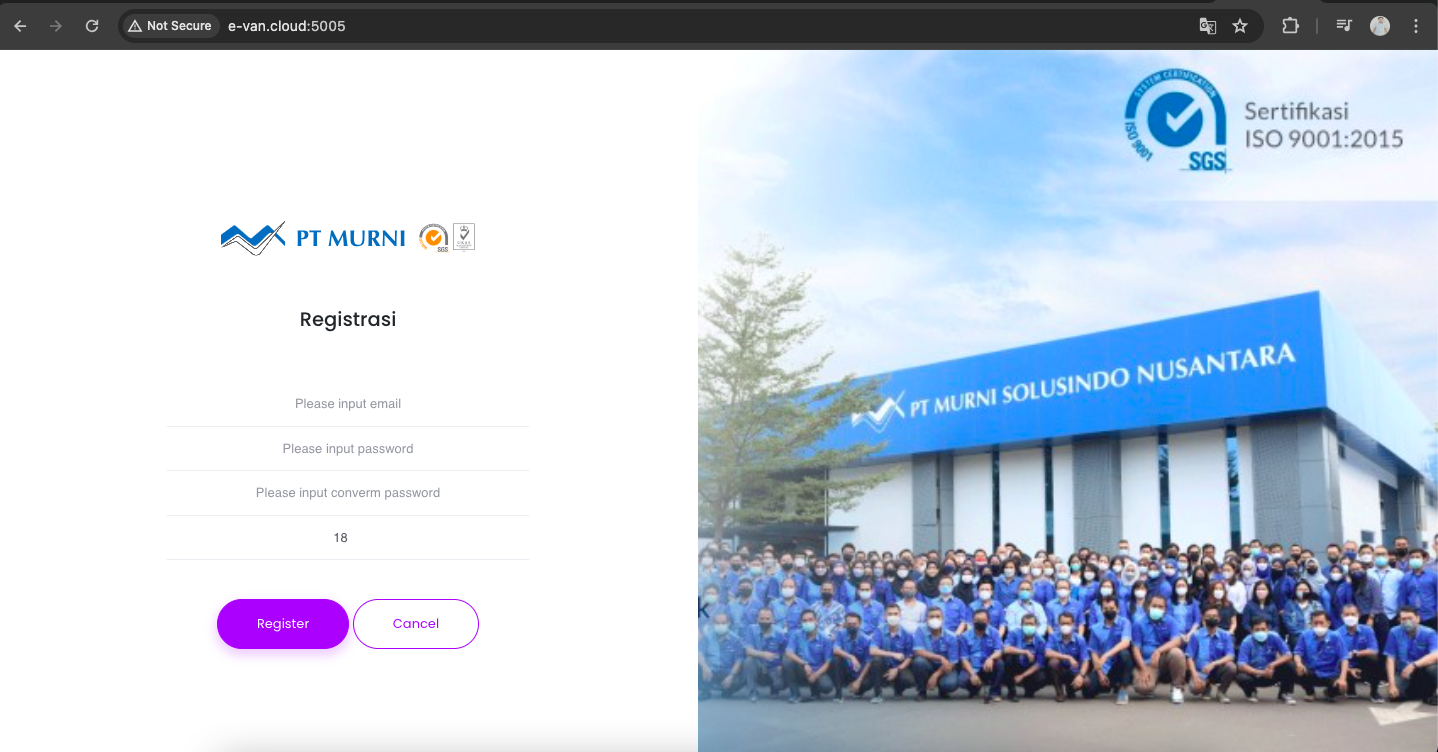 Not Secure
e-van.cloud:5005
SYSTEM CERTIFICATION
ISO 9001
SGS
Sertifikasi
ISO 9001:2015
PT MURNI
SGS
Registrasi
Please input email
Please input password
Please input converm password
18
Register
Cancel
PT MURNI SOLUSINDO NUSANTARA
k